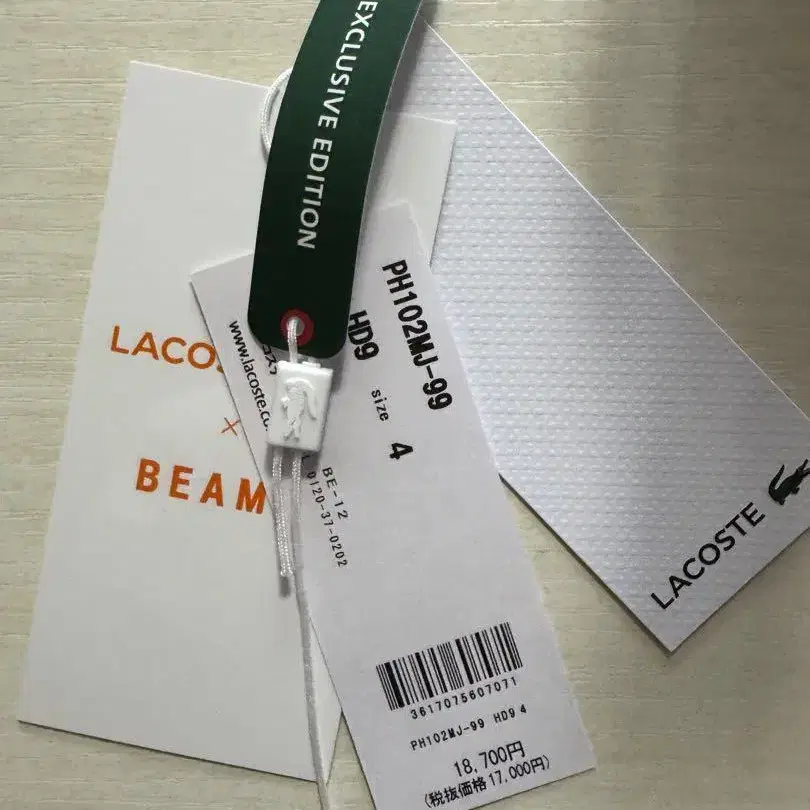 EXCLUSIVE EDITION
LACOS
×
BEAM
www.lacoste.co
PH102MJ-99
HD9
size 4
BE-12
0120-37-0202
3617075607071
PH102MJ-99 HD9 4
18,700円
(税抜価格17,000円)
LACOSTE